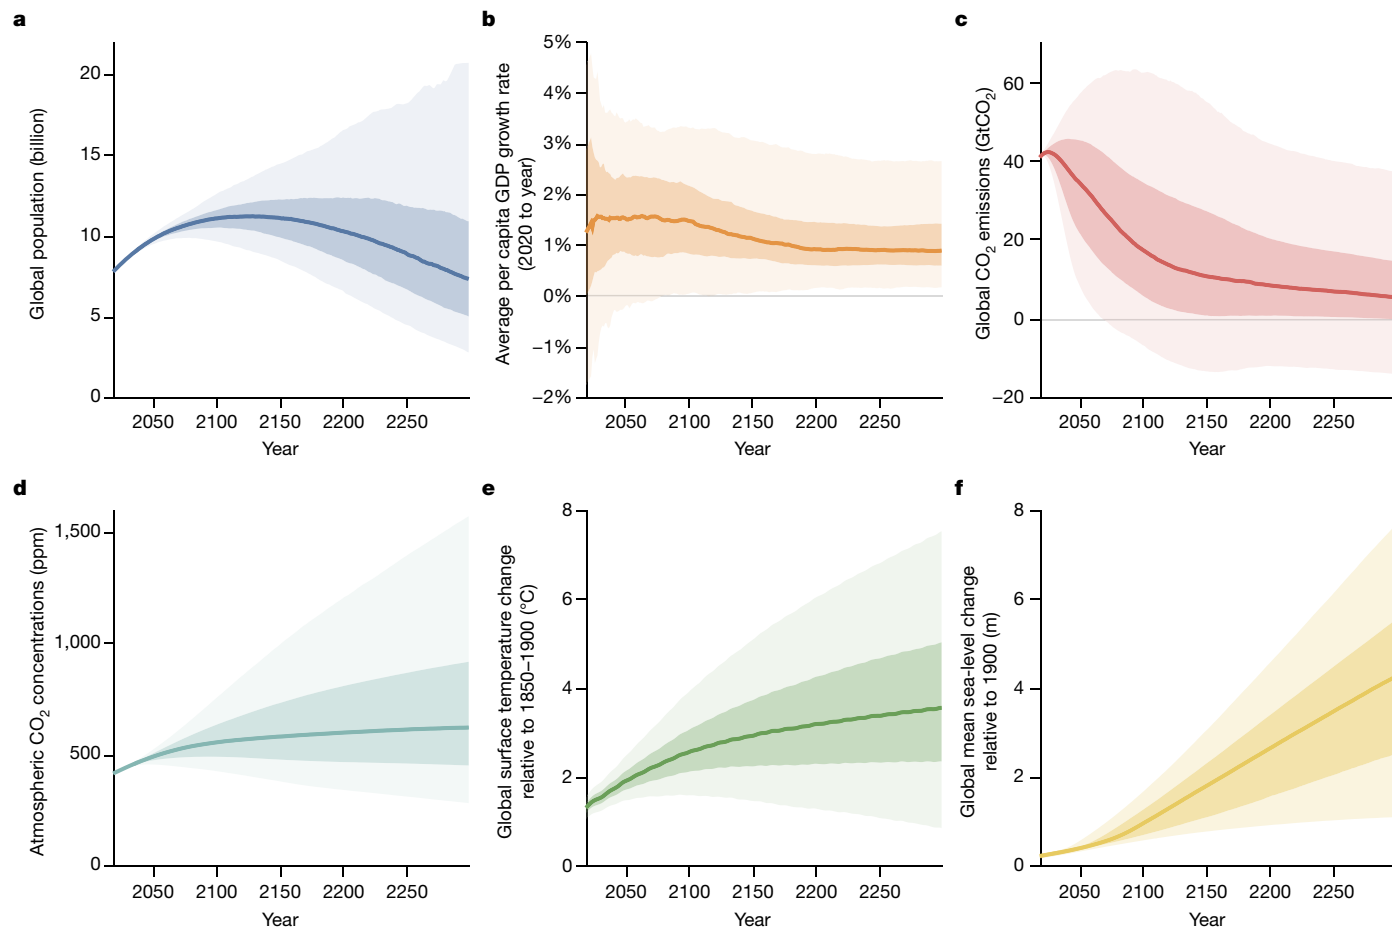 a
Global population (billion)
20
15
10
5
0
2050 2100 2150 2200 2250
Year
b
Average per capita GDP growth rate
(2020 to year)
5%
4%
3%
2%
1%
0%
−1%
−2%
2050 2100 2150 2200 2250
Year
c
Global CO2 emissions (GtCO2)
60
40
20
0
−20
2050 2100 2150 2200 2250
Year
d
Atmospheric CO2 concentrations (ppm)
1,500
1,000
500
0
2050 2100 2150 2200 2250
Year
e
Global surface temperature change
relative to 1850–1900 (°C)
8
6
4
2
0
2050 2100 2150 2200 2250
Year
f
Global mean sea-level change
relative to 1900 (m)
8
6
4
2
0
2050 2100 2150 2200 2250
Year